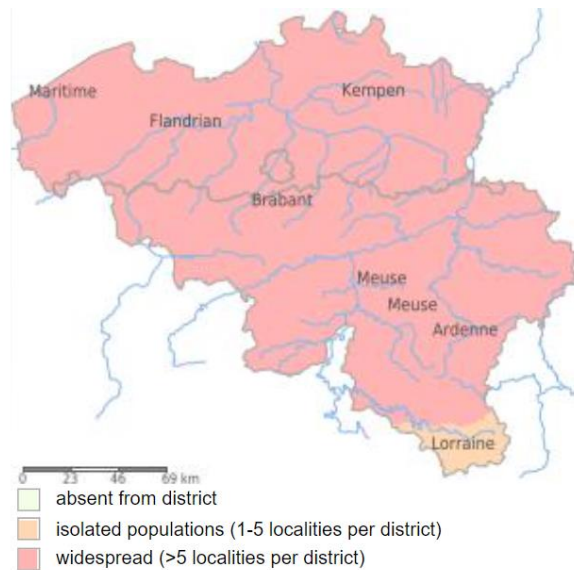 Maritime
Kempen
Flandrian
Brabant
Meuse
Meuse
Ardenne
Lorraine
0 23 46 69 km
absent from district
isolated populations (1-5 localities per district)
widespread (>5 localities per district)